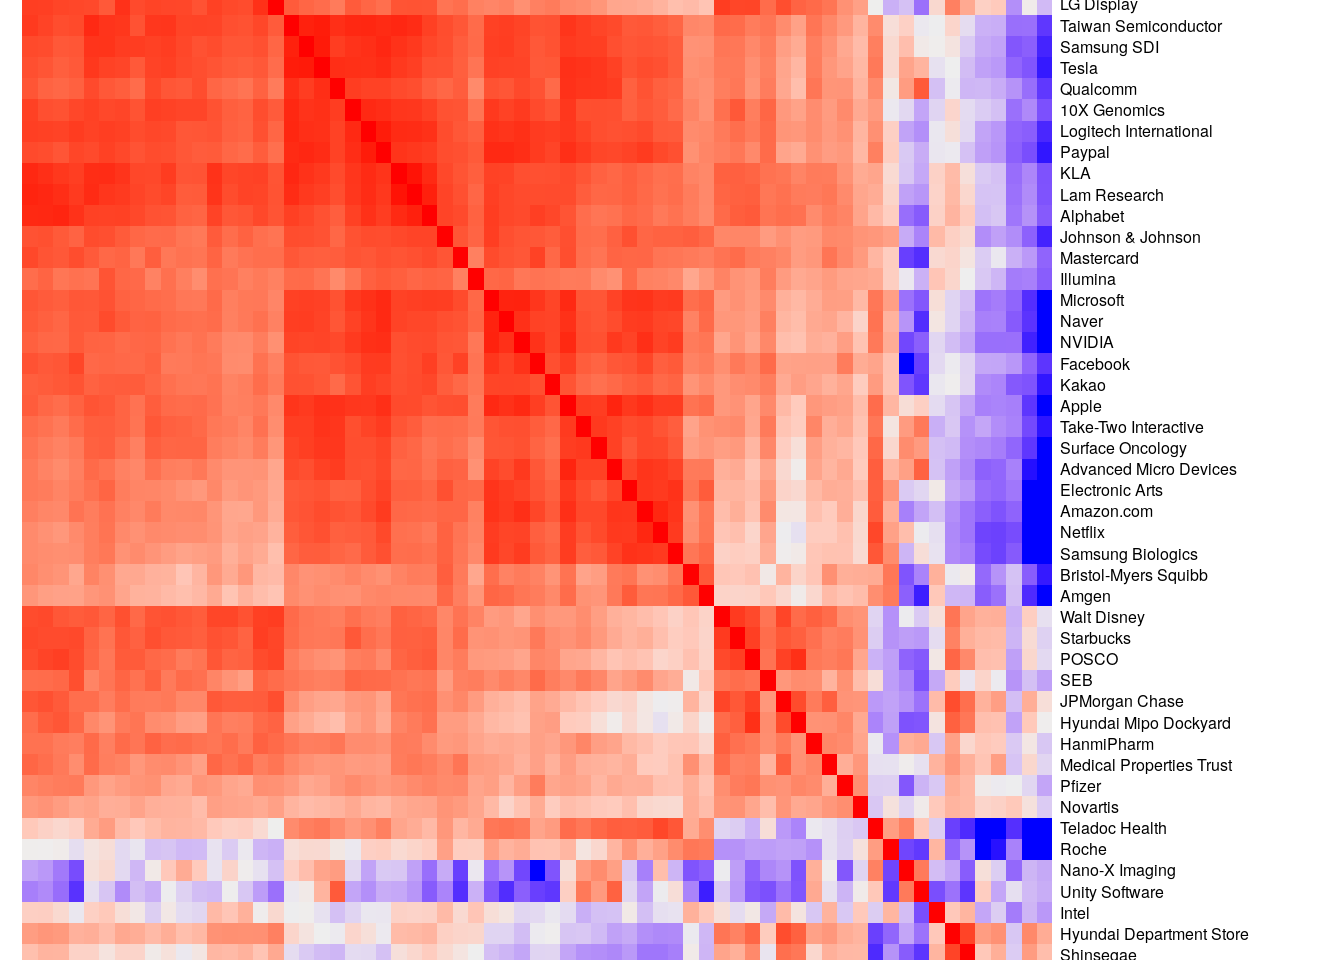 LG Display
Taiwan Semiconductor
Samsung SDI
Tesla
Qualcomm
10X Genomics
Logitech International
Paypal
KLA
Lam Research
Alphabet
Johnson & Johnson
Mastercard
Illumina
Microsoft
Naver
NVIDIA
Facebook
Kakao
Apple
Take-Two Interactive
Surface Oncology
Advanced Micro Devices
Electronic Arts
Amazon.com
Netflix
Samsung Biologics
Bristol-Myers Squibb
Amgen
Walt Disney
Starbucks
POSCO
SEB
JPMorgan Chase
Hyundai Mipo Dockyard
HanmiPharm
Medical Properties Trust
Pfizer
Novartis
Teladoc Health
Roche
Nano-X Imaging
Unity Software
Intel
Hyundai Department Store
Shinsegae